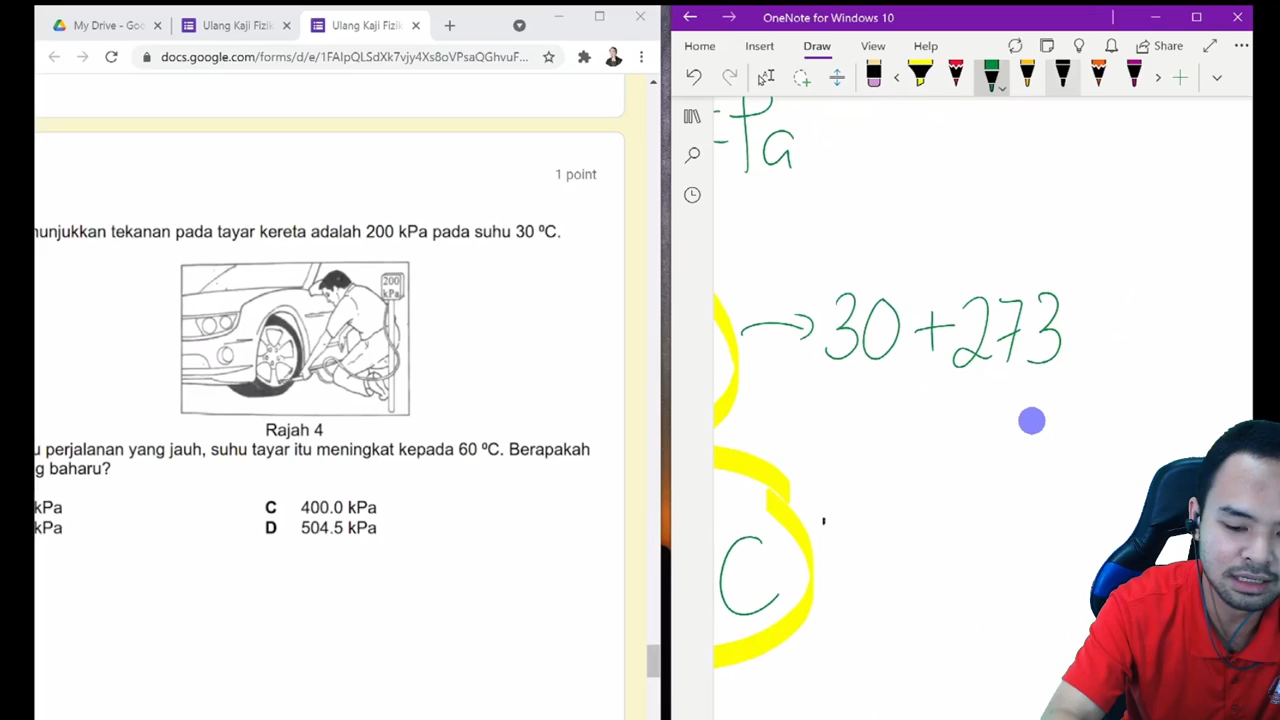 My Drive - Goo
Ulang Kaji Fizik
Ulang Kaji Fizik
docs.google.com/forms/d/e/1FAIpQLSdXk7vjy4Xs8oVPsaQGhvuF...
1 point
nunjukkan tekanan pada tayar kereta adalah 200 kPa pada suhu 30 ºC.
200
kPa
Rajah 4
u perjalanan yang jauh, suhu tayar itu meningkat kepada 60 ºC. Berapakah
g baharu?
kPa
C 400.0 kPa
kPa
D 504.5 kPa
OneNote for Windows 10
Home Insert Draw View Help
Share
Pa
30 + 273
C